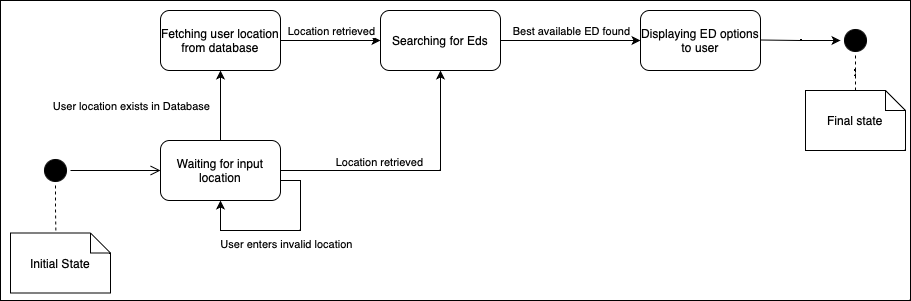 Fetching user location
from database
Location retrieved
Searching for Eds
Best available ED found
Displaying ED options
to user
User location exists in Database
Final state
Waiting for input
location
Location retrieved
User enters invalid location
Initial State